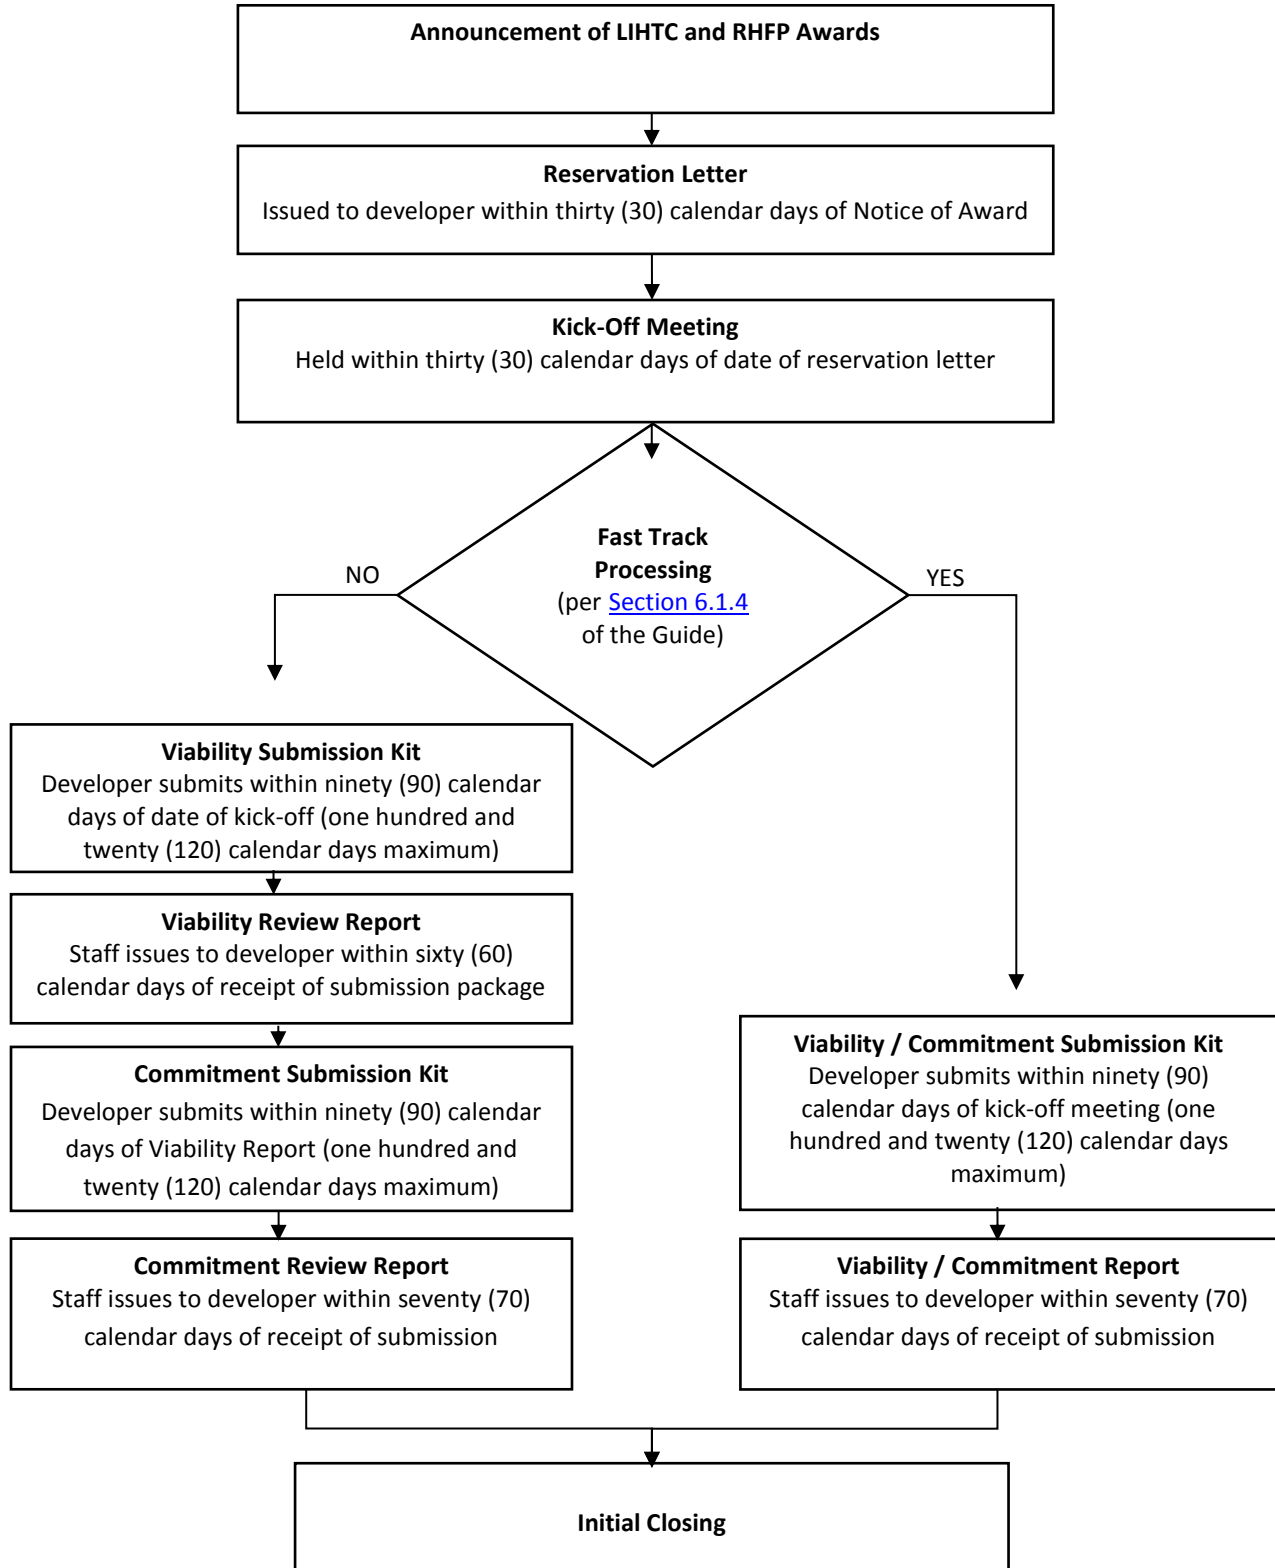 Announcement of LIHTC and RHFP Awards
Reservation Letter
Issued to developer within thirty (30) calendar days of Notice of Award
Kick-Off Meeting
Held within thirty (30) calendar days of date of reservation letter
Fast Track
Processing
(per Section 6.1.4
of the Guide)
NO
YES
Viability Submission Kit
Developer submits within ninety (90) calendar
days of date of kick-off (one hundred and
twenty (120) calendar days maximum)
Viability Review Report
Staff issues to developer within sixty (60)
calendar days of receipt of submission package
Commitment Submission Kit
Developer submits within ninety (90) calendar
days of Viability Report (one hundred and
twenty (120) calendar days maximum)
Commitment Review Report
Staff issues to developer within seventy (70)
calendar days of receipt of submission
Viability / Commitment Submission Kit
Developer submits within ninety (90)
calendar days of kick-off meeting (one
hundred and twenty (120) calendar days
maximum)
Viability / Commitment Report
Staff issues to developer within seventy (70)
calendar days of receipt of submission
Initial Closing